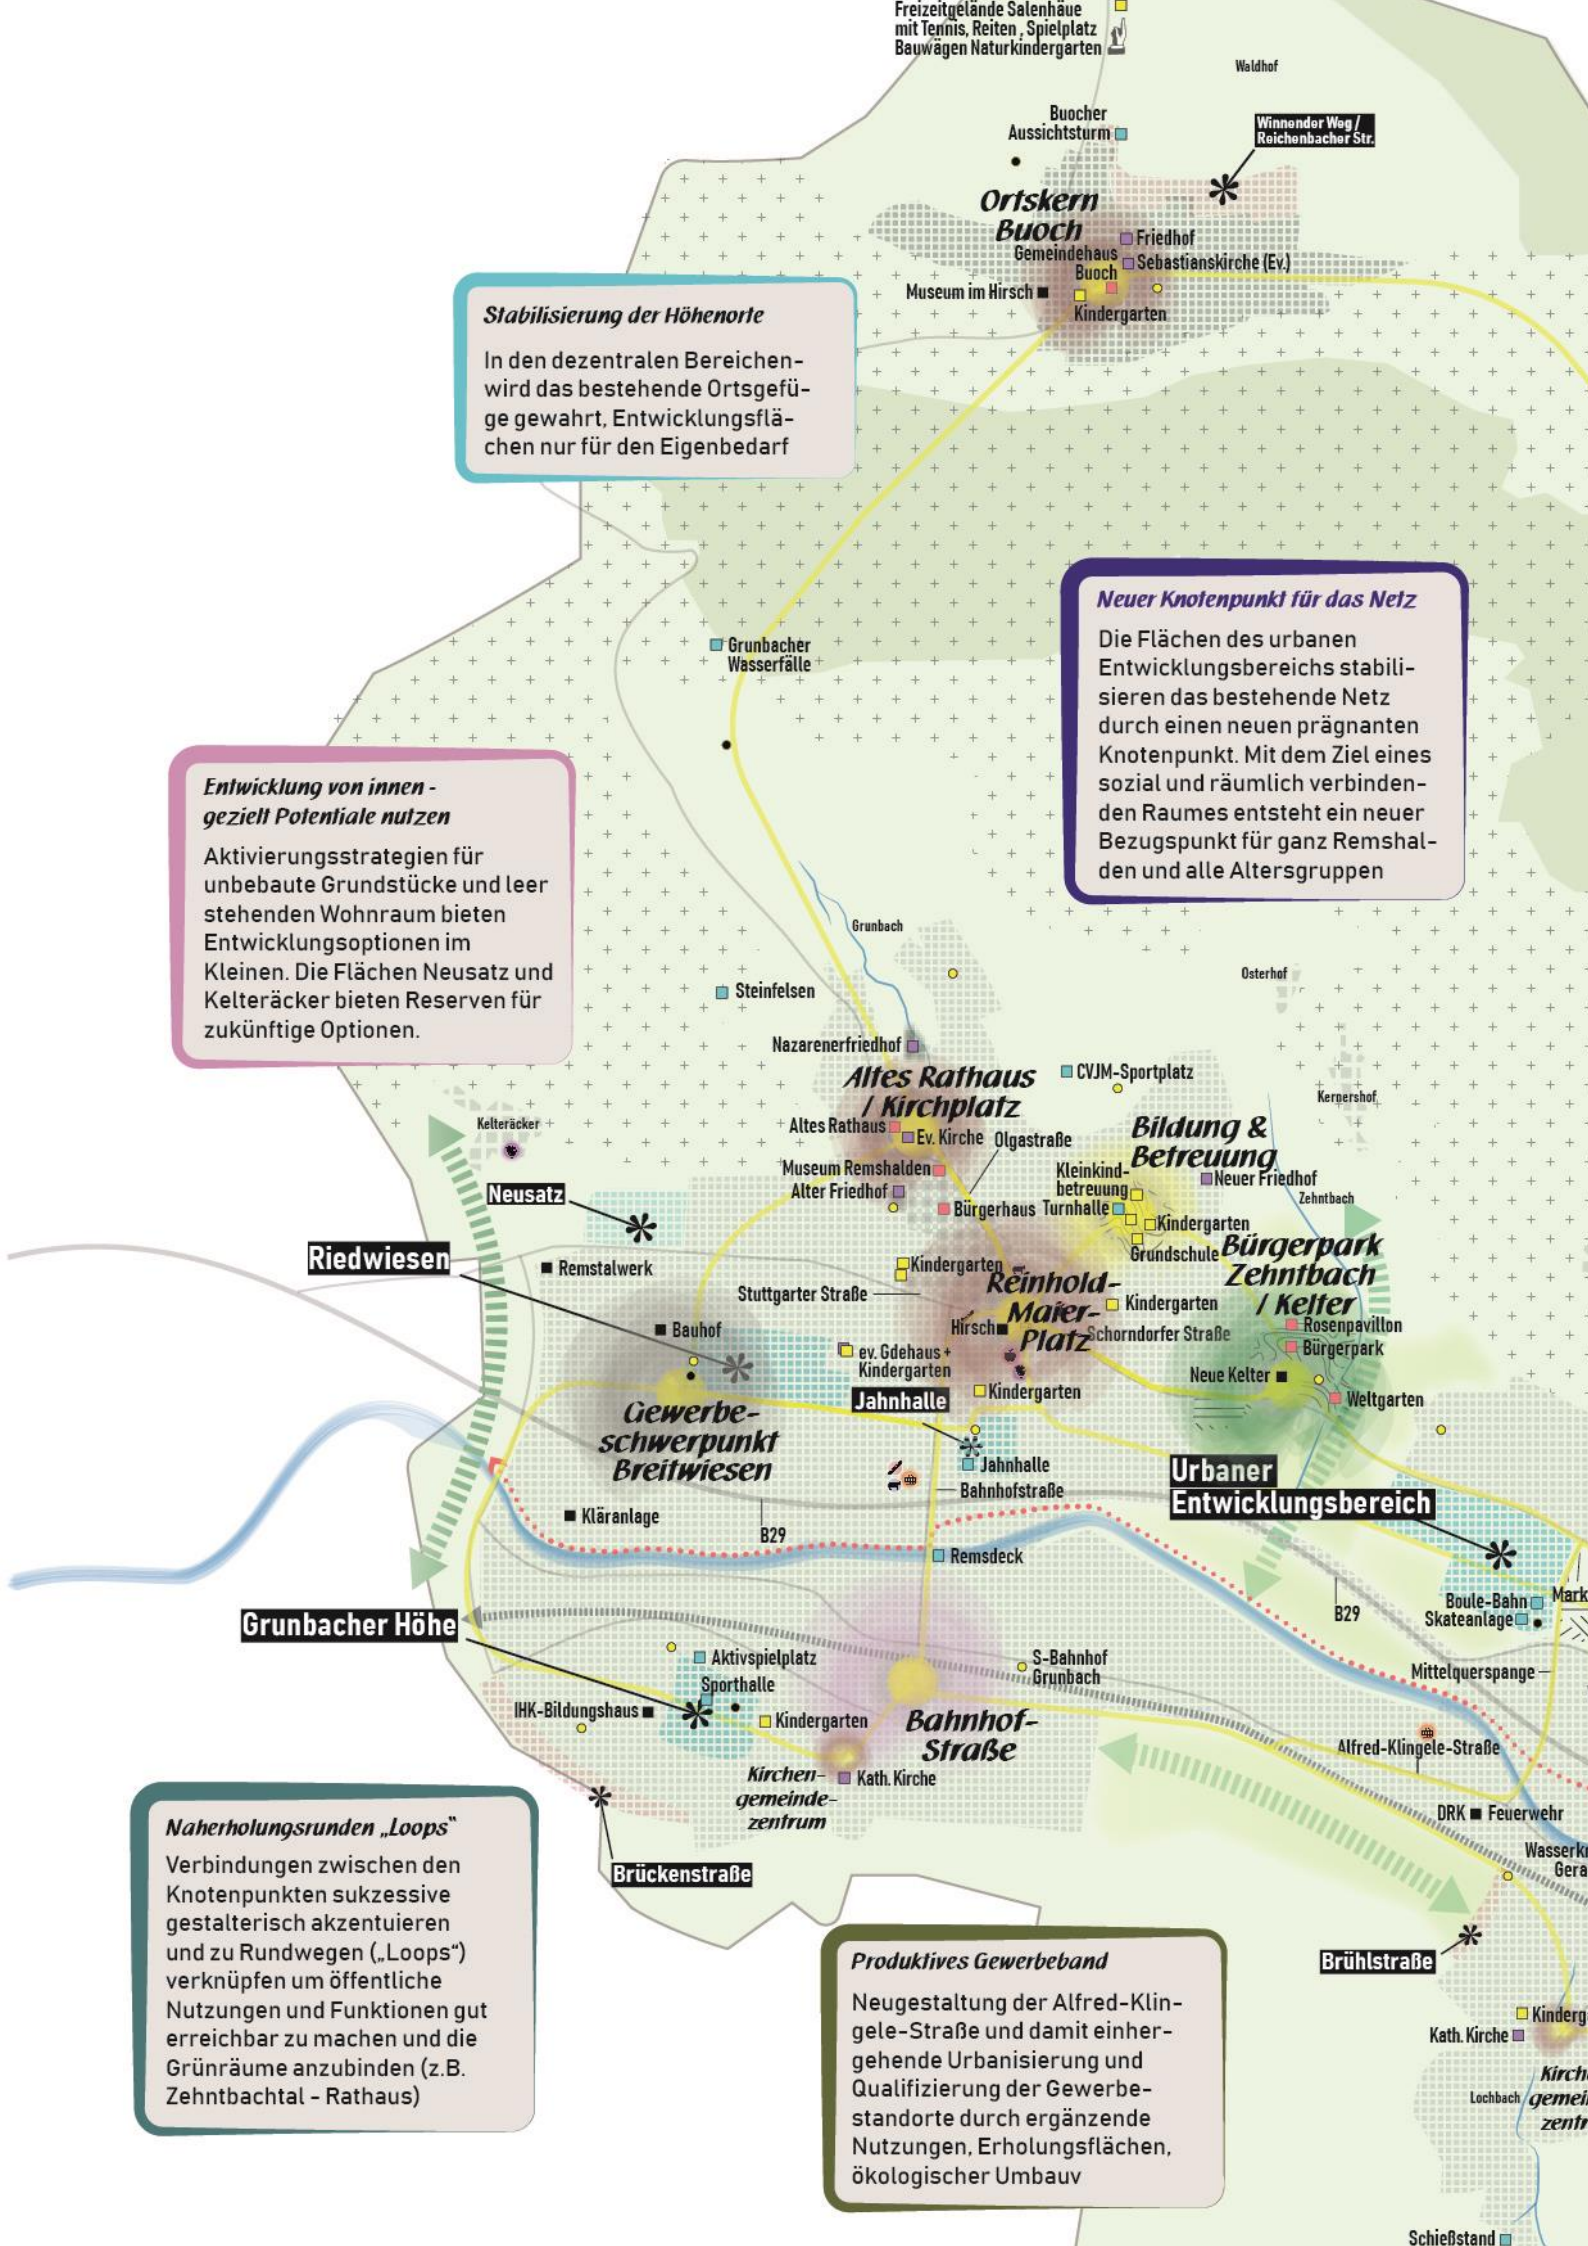 Freizeitgelände Salenhäue
mit Tennis, Reiten , Spielplatz
Bauwägen Naturkindergarten
Waldhof
Buocher
Aussichtsturm
Winnender Weg /
Reichenbacher Str.
Ortskern
Buoch
Friedhof
Gemeindehaus
Buoch
Sebastianskirche (Ev.)
Museum im Hirsch
Kindergarten
Stabilisierung der Höhenorte
In den dezentralen Bereichen-
wird das bestehende Ortsgefü-
ge gewahrt, Entwicklungsflä-
chen nur für den Eigenbedarf
Neuer Knotenpunkt für das Netz
Die Flächen des urbanen
Entwicklungsbereichs stabili-
sieren das bestehende Netz
durch einen neuen prägnanten
Knotenpunkt. Mit dem Ziel eines
sozial und räumlich verbinden-
den Raumes entsteht ein neuer
Bezugspunkt für ganz Remshal-
den und alle Altersgruppen
Grunbacher
Wasserfälle
Entwicklung von innen -
gezielt Potentiale nutzen
Aktivierungsstrategien für
unbebaute Grundstücke und leer
stehenden Wohnraum bieten
Entwicklungsoptionen im
Kleinen. Die Flächen Neusatz und
Kelteräcker bieten Reserven für
zukünftige Optionen.
Grunbach
Osterhof
Steinfelsen
Nazarenerfriedhof
Altes Rathaus
/ Kirchplatz
CVJM-Sportplatz
Kernershof
Kelteräcker
Altes Rathaus
Ev. Kirche
Olgastraße
Bildung &
Betreuung
Museum Remshalden
Kleinkind-
betreuung
Neuer Friedhof
Alter Friedhof
Zehntbach
Neusatz
Bürgerhaus
Turnhalle
Kindergarten
Grundschule
Bürgerpark
Zehntbach
/ Kelter
Riedwiesen
Remstalwerk
Kindergarten
Stuttgarter Straße
Reinhold-
Maier-
Platz
Kindergarten
Hirsch
Schorndorfer Straße
Rosenpavillon
Bürgerpark
Bauhof
ev. Gdehaus +
Kindergarten
Neue Kelter
Kindergarten
Weltgarten
Jahnhalle
Gewerbe-
schwerpunkt
Breitwiesen
Jahnhalle
Bahnhofstraße
Urbaner
Entwicklungsbereich
Kläranlage
B29
Remsdeck
Boule-Bahn
Skateanlage
Mark
B29
Grunbacher Höhe
Aktivspielplatz
Sporthalle
S-Bahnhof
Grunbach
Mittelquerspange
IHK-Bildungshaus
Kindergarten
Bahnhof-
Straße
Alfred-Klingele-Straße
Kirchen-
gemeinde-
zentrum
Kath. Kirche
DRK
Feuerwehr
Brückenstraße
Wasserkr
Gera
Naherholungsrunden „Loops“
Verbindungen zwischen den
Knotenpunkten sukzessive
gestalterisch akzentuieren
und zu Rundwegen („Loops“)
verknüpfen um öffentliche
Nutzungen und Funktionen gut
erreichbar zu machen und die
Grünräume anzubinden (z.B.
Zehntbachtal - Rathaus)
Brühlstraße
Produktives Gewerbeband
Neugestaltung der Alfred-Klin-
gele-Straße und damit einher-
gehende Urbanisierung und
Qualifizierung der Gewerbe-
standorte durch ergänzende
Nutzungen, Erholungsflächen,
ökologischer Umbauv
Kinderg
Kath. Kirche
Lochbach
Kirch
gemei
zentr
Schießstand